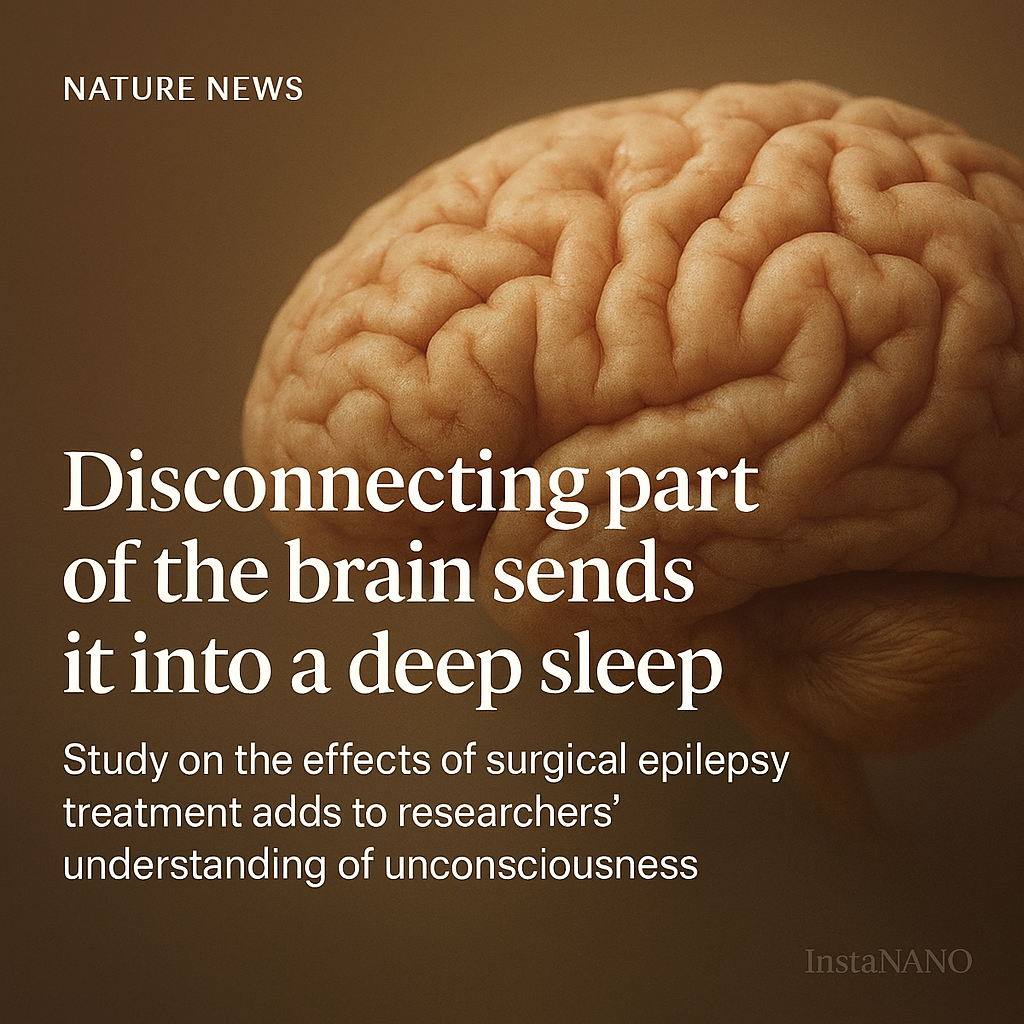 NATURE NEWS
Disconnecting part
of the brain sends
it into a deep sleep
Study on the effects of surgical epilepsy
treatment adds to researchers’
understanding of unconsciousness
InstaNANO